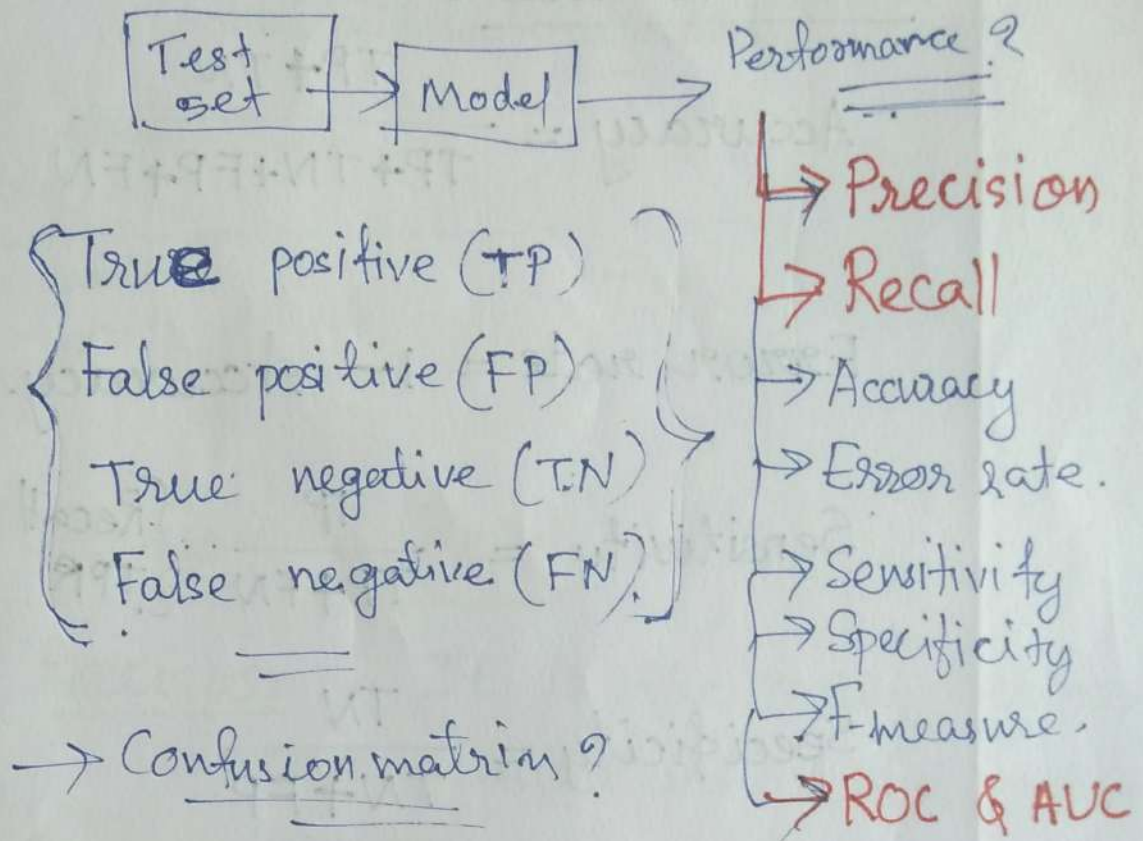 Test set
Model
Performance ?
True positive (TP)
False positive (FP)
True negative (TN)
False negative (FN).
→ Confusion matrix ?
→ Precision
→ Recall
→ Accuracy
→ Error rate.
→ Sensitivity
→ Specificity
→ F-measure.
→ ROC & AUC